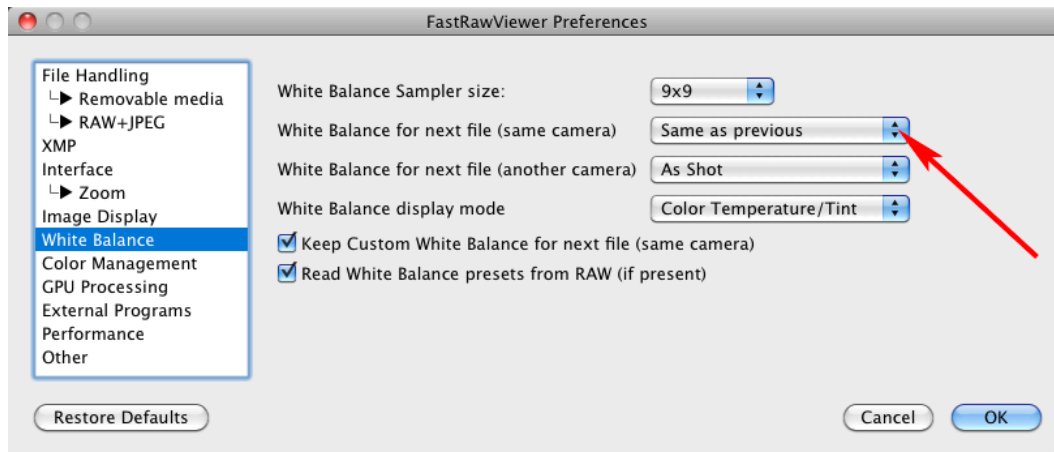 FastRawViewer Preferences
File Handling
Removable media
RAW+JPEG
XMP
Interface
Zoom
Image Display
White Balance
Color Management
GPU Processing
External Programs
Performance
Other
White Balance Sampler size: 9x9
White Balance for next file (same camera) Same as previous
White Balance for next file (another camera) As Shot
White Balance display mode Color Temperature/Tint
Keep Custom White Balance for next file (same camera)
Read White Balance presets from RAW (if present)
Restore Defaults Cancel OK